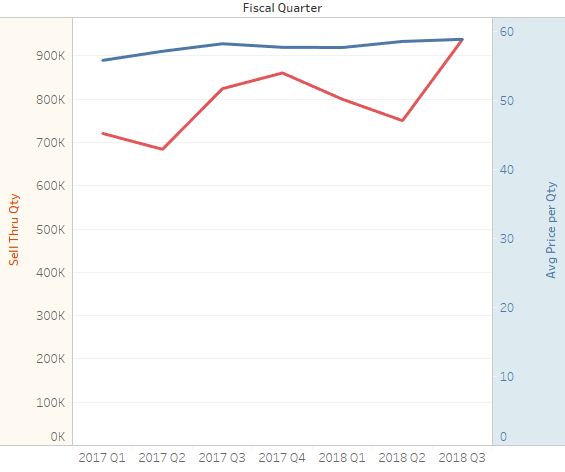 Fiscal Quarter
900K
800K
700K
600K
500K
400K
300K
200K
100K
0K
Sell Thru Qty
60
50
40
30
20
10
0
Avg Price per Qty
2017 Q1 2017 Q2 2017 Q3 2017 Q4 2018 Q1 2018 Q2 2018 Q3